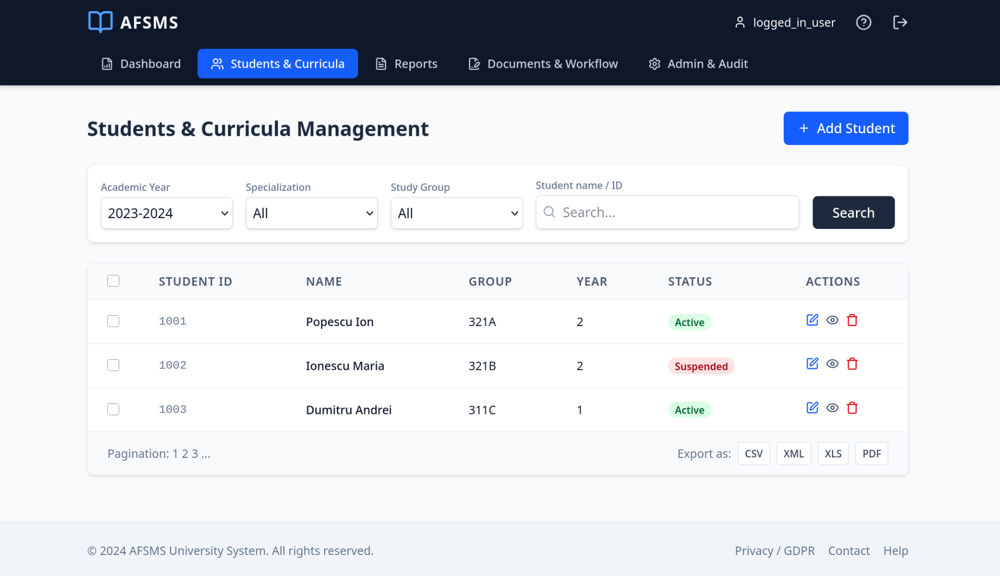 AFSMS
logged_in_user
Dashboard
Students & Curricula
Reports
Documents & Workflow
Admin & Audit
Students & Curricula Management
+ Add Student
Academic Year
2023-2024
Specialization
All
Study Group
All
Student name / ID
Search...
Search
STUDENT ID NAME GROUP YEAR STATUS ACTIONS
1001 Popescu Ion 321A 2 Active
1002 Ionescu Maria 321B 2 Suspended
1003 Dumitru Andrei 311C 1 Active
Pagination: 1 2 3 ...
Export as: CSV XML XLS PDF
© 2024 AFSMS University System. All rights reserved.
Privacy / GDPR Contact Help